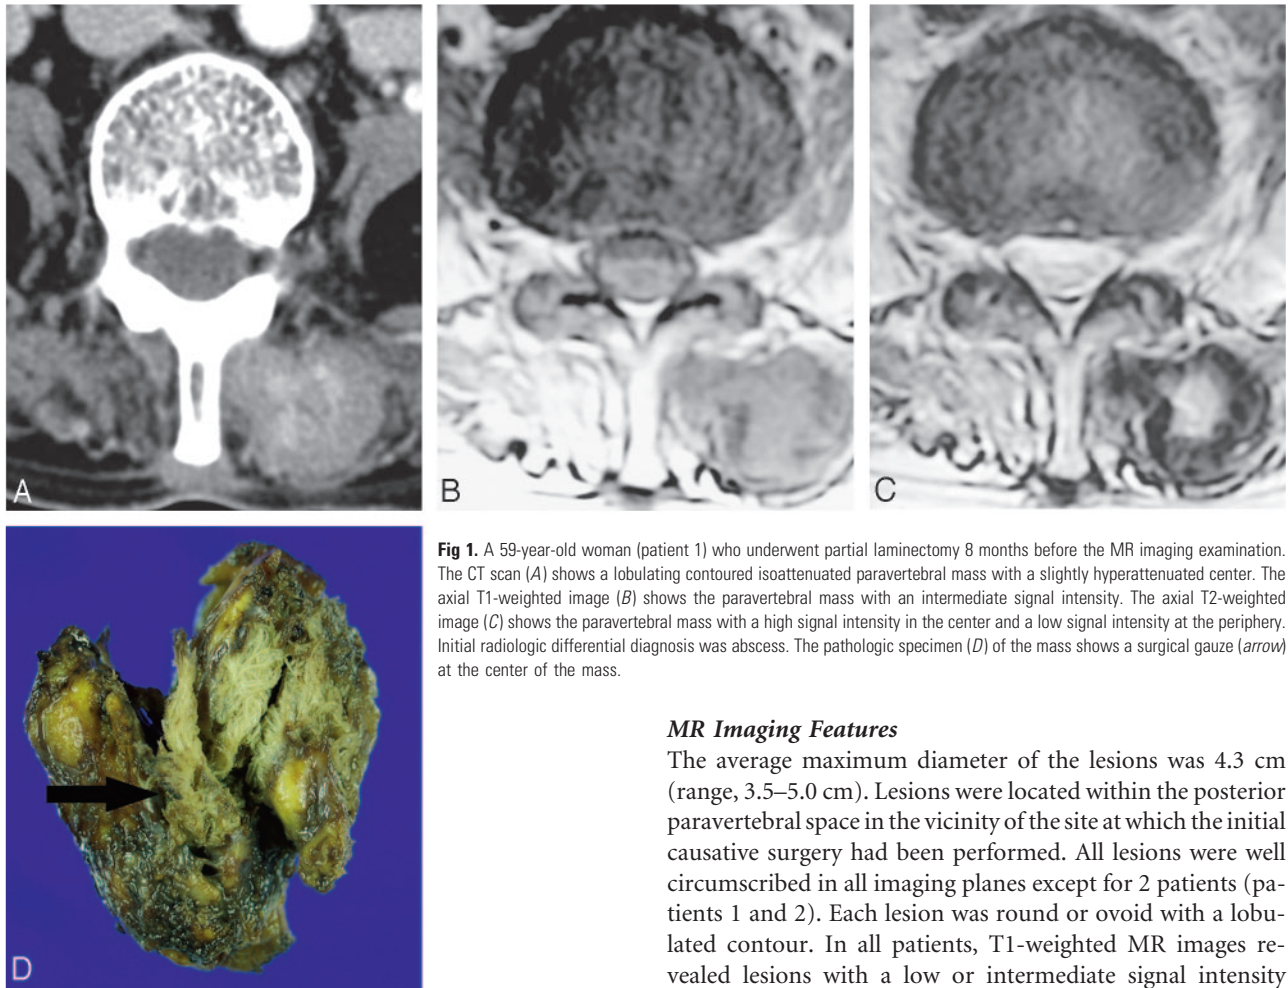 A
B
C
D
Fig 1. A 59-year-old woman (patient 1) who underwent partial laminectomy 8 months before the MR imaging examination.
The CT scan (A) shows a lobulating contoured isoattenuated paravertebral mass with a slightly hyperattenuated center. The
axial T1-weighted image (B) shows the paravertebral mass with an intermediate signal intensity. The axial T2-weighted
image (C) shows the paravertebral mass with a high signal intensity in the center and a low signal intensity at the periphery.
Initial radiologic differential diagnosis was abscess. The pathologic specimen (D) of the mass shows a surgical gauze (arrow)
at the center of the mass.
MR Imaging Features
The average maximum diameter of the lesions was 4.3 cm
(range, 3.5–5.0 cm). Lesions were located within the posterior
paravertebral space in the vicinity of the site at which the initial
causative surgery had been performed. All lesions were well
circumscribed in all imaging planes except for 2 patients (pa-
tients 1 and 2). Each lesion was round or ovoid with a lobu-
lated contour. In all patients, T1-weighted MR images re-
vealed lesions with a low or intermediate signal intensity